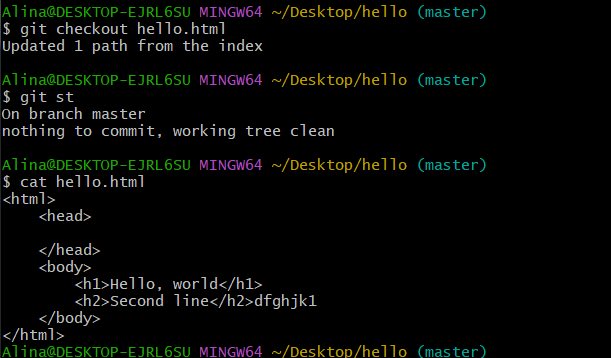 Alina@DESKTOP-EJRL6SU MINGW64 ~/Desktop/hello (master)
$ git checkout hello.html
Updated 1 path from the index

Alina@DESKTOP-EJRL6SU MINGW64 ~/Desktop/hello (master)
$ git st
On branch master
nothing to commit, working tree clean

Alina@DESKTOP-EJRL6SU MINGW64 ~/Desktop/hello (master)
$ cat hello.html
<html>
    <head>

    </head>
    <body>
        <h1>Hello, world</h1>
        <h2>Second line</h2>dfghjk1
    </body>
</html>
Alina@DESKTOP-EJRL6SU MINGW64 ~/Desktop/hello (master)